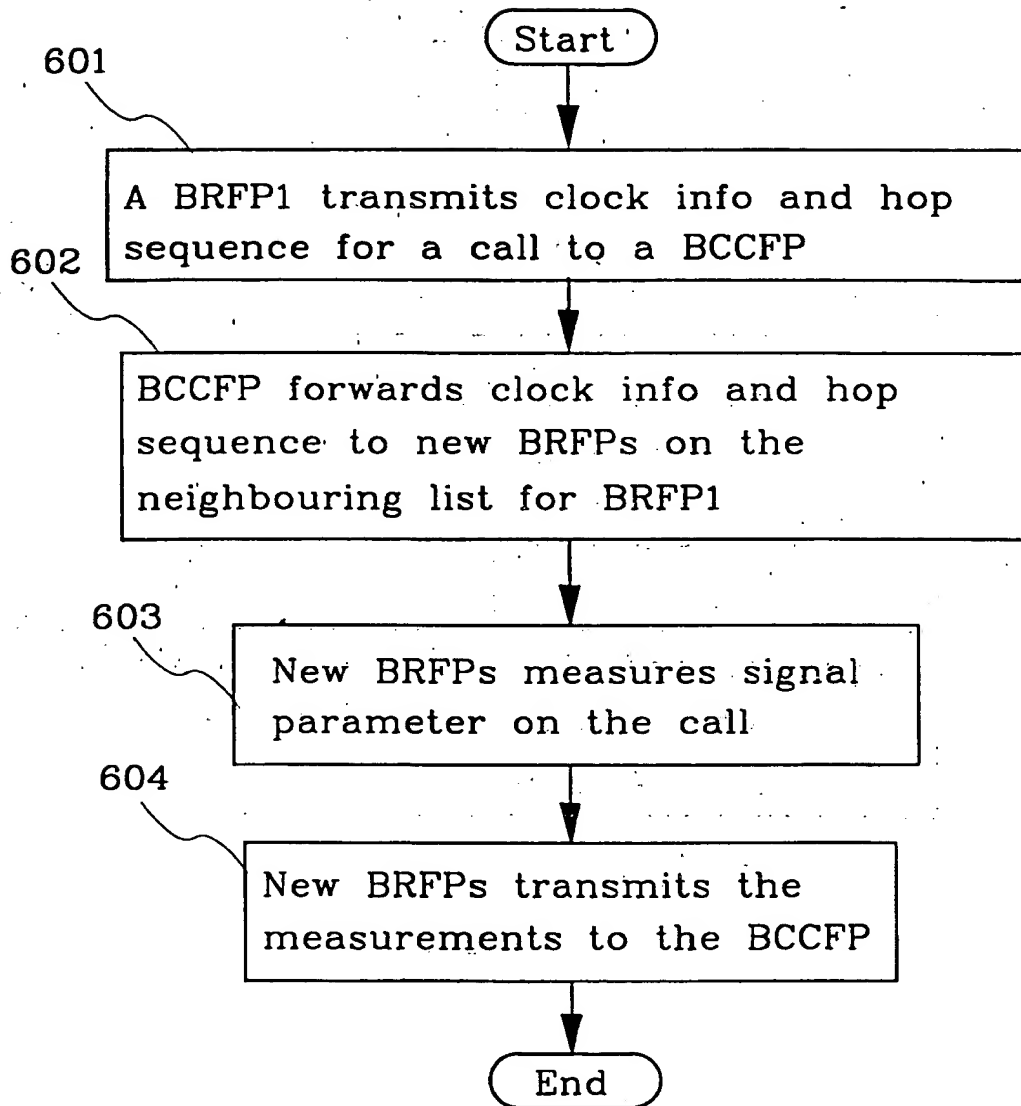 Start
601
A BRFP1 transmits clock info and hop
sequence for a call to a BCCFP
602
BCCFP forwards clock info and hop
sequence to new BRFPs on the
neighbouring list for BRFP1
603
New BRFPs measures signal
parameter on the call
604
New BRFPs transmits the
measurements to the BCCFP
End